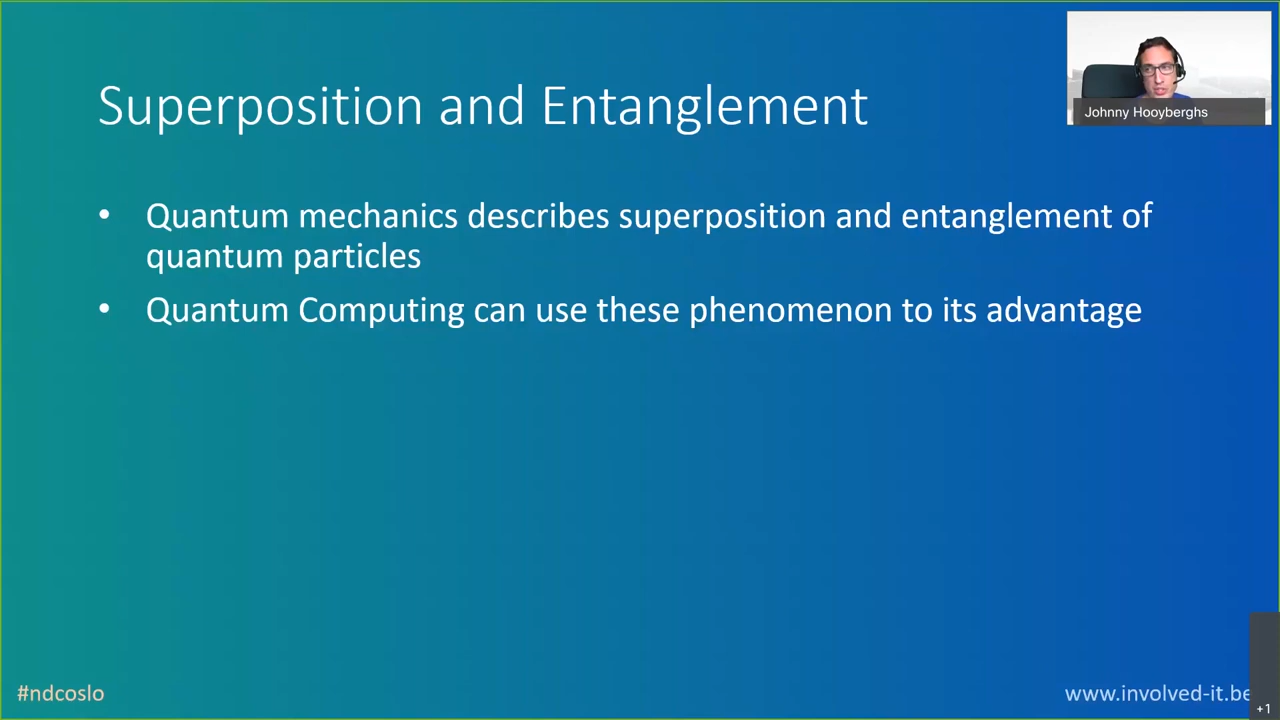 Superposition and Entanglement
Johnny Hooyberghs
• Quantum mechanics describes superposition and entanglement of
quantum particles
• Quantum Computing can use these phenomenon to its advantage
#ndcoslo
www.involved-it.be
+1